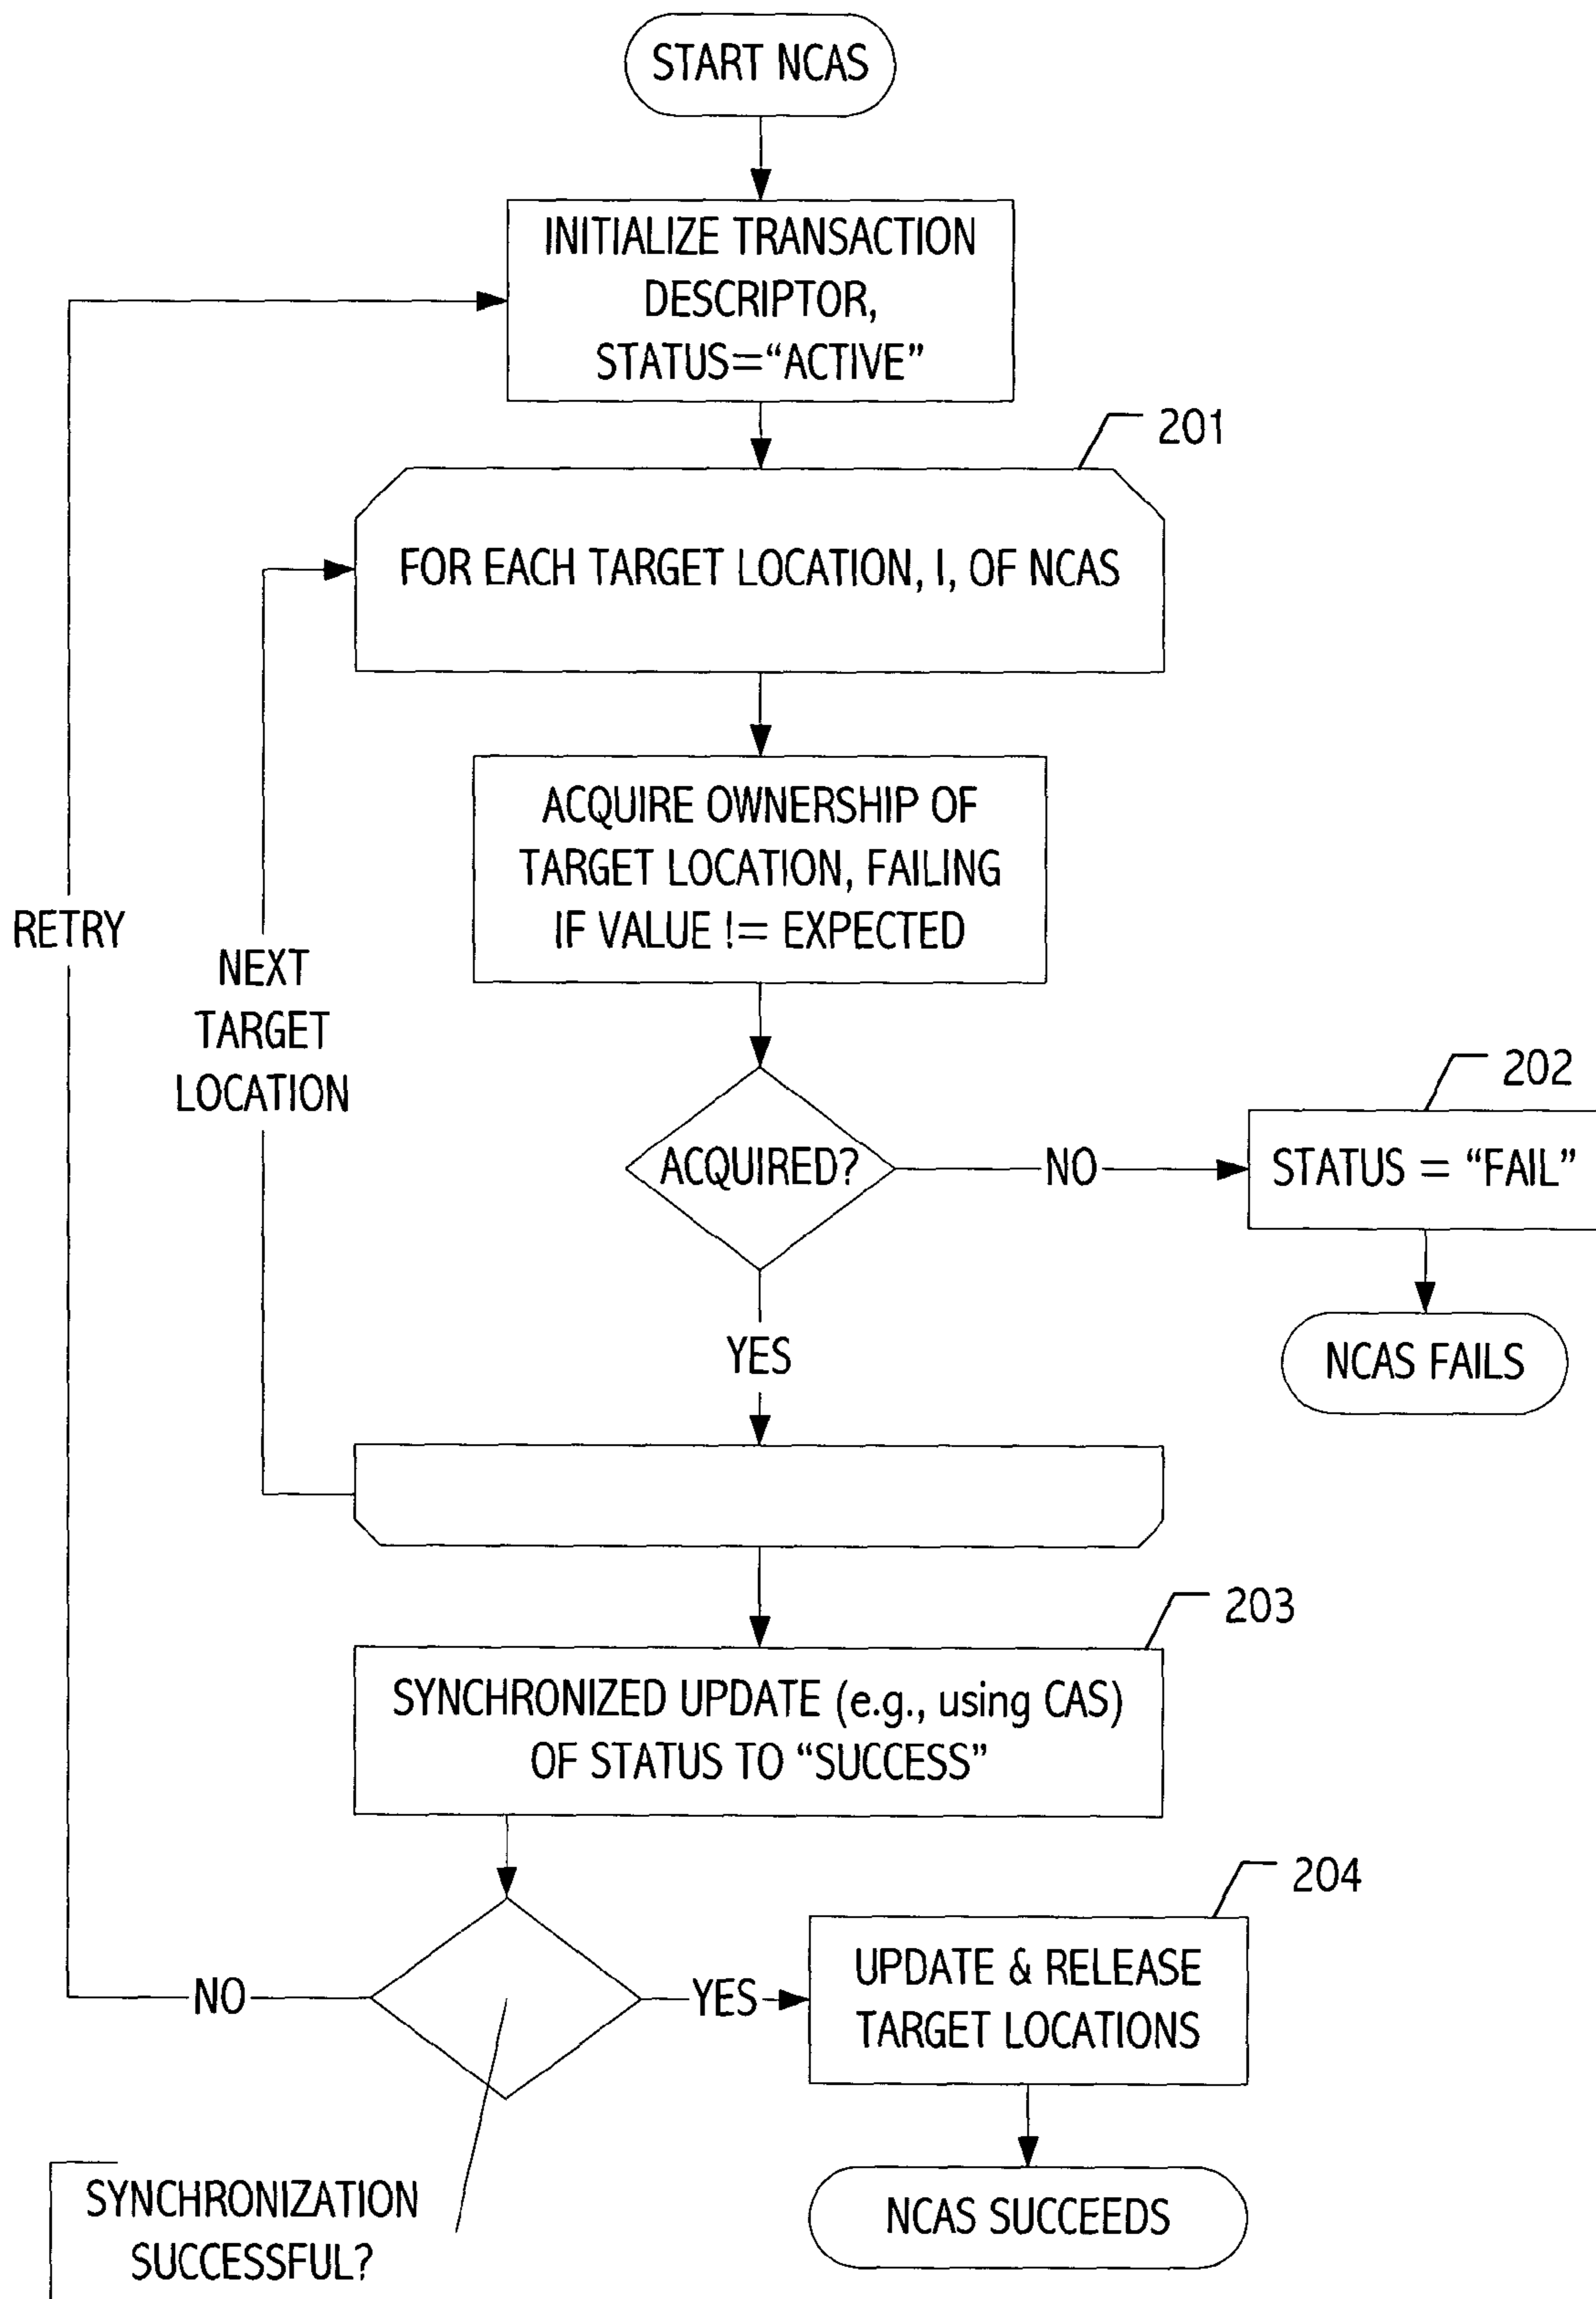 START NCAS
INITIALIZE TRANSACTION
DESCRIPTOR,
STATUS=“ACTIVE”
201
FOR EACH TARGET LOCATION, I, OF NCAS
ACQUIRE OWNERSHIP OF
TARGET LOCATION, FAILING
IF VALUE != EXPECTED
RETRY
NEXT
TARGET
LOCATION
ACQUIRED?
NO
202
STATUS = “FAIL”
NCAS FAILS
YES
203
SYNCHRONIZED UPDATE (e.g., using CAS)
OF STATUS TO “SUCCESS”
NO
YES
204
UPDATE & RELEASE
TARGET LOCATIONS
SYNCHRONIZATION
SUCCESSFUL?
NCAS SUCCEEDS